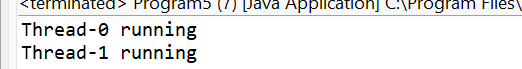 <terminated> Program5 (7) [Java Application] C:\Program Files\
Thread-0 running
Thread-1 running